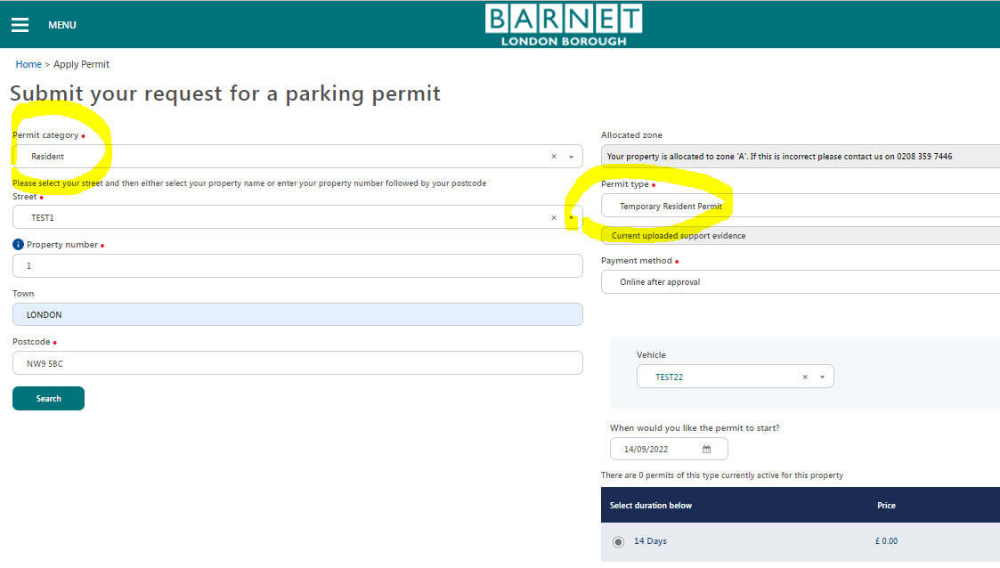 MENU
BARNET
LONDON BOROUGH
Home > Apply Permit
Submit your request for a parking permit
Permit category •
Resident × ▾
Please select your street and then either select your property name or enter your property number followed by your postcode
Street •
TEST1 × ▾
i Property number •
1
Town
LONDON
Postcode •
NW9 5BC
Search
Allocated zone
Your property is allocated to zone 'A'. If this is incorrect please contact us on 0208 359 7446
Permit type •
Temporary Resident Permit
Current uploaded support evidence
Payment method •
Online after approval
Vehicle
TEST22 × ▾
When would you like the permit to start?
14/09/2022
There are 0 permits of this type currently active for this property
Select duration below Price
14 Days £ 0.00